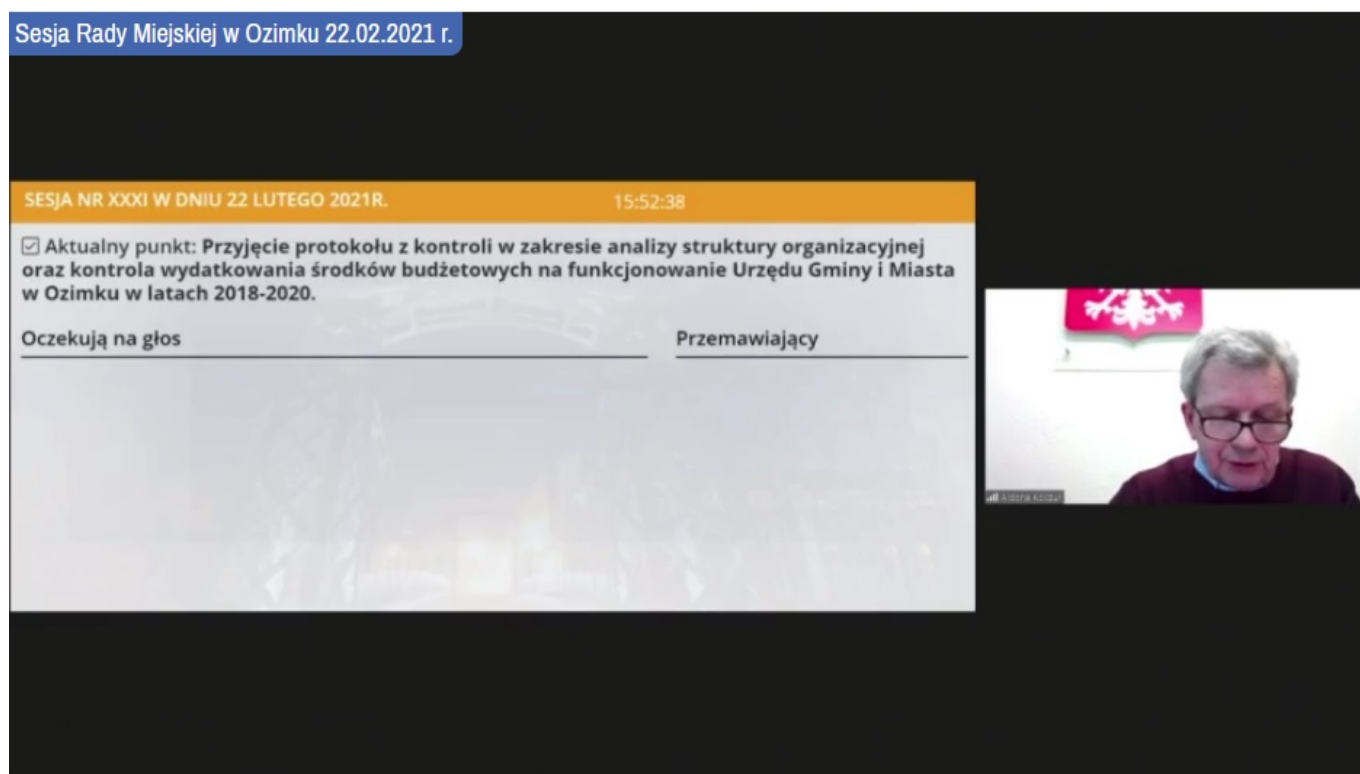 Sesja Rady Miejskiej w Ozimku 22.02.2021 r.
SESJA NR XXXI W DNIU 22 LUTEGO 2021R. 15:52:38
Aktualny punkt: Przyjęcie protokołu z kontroli w zakresie analizy struktury organizacyjnej
oraz kontrola wydatkowania środków budżetowych na funkcjonowanie Urzędu Gminy i Miasta
w Ozimku w latach 2018-2020.
Oczekują na głos Przemawiający
Aldona